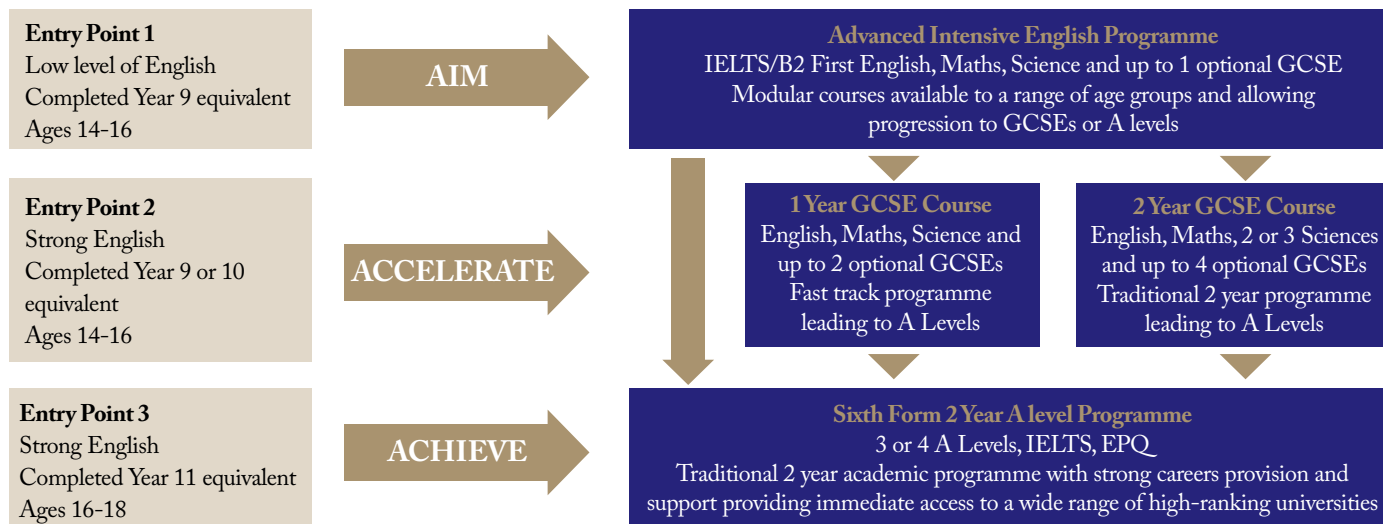 Entry Point 1
Low level of English
Completed Year 9 equivalent
Ages 14-16
AIM
Advanced Intensive English Programme
IELTS/B2 First English, Maths, Science and up to 1 optional GCSE
Modular courses available to a range of age groups and allowing
progression to GCSEs or A levels
Entry Point 2
Strong English
Completed Year 9 or 10
equivalent
Ages 14-16
ACCELERATE
1 Year GCSE Course
English, Maths, Science and
up to 2 optional GCSEs
Fast track programme
leading to A Levels
2 Year GCSE Course
English, Maths, 2 or 3 Sciences
and up to 4 optional GCSEs
Traditional 2 year programme
leading to A Levels
Entry Point 3
Strong English
Completed Year 11 equivalent
Ages 16-18
ACHIEVE
Sixth Form 2 Year A level Programme
3 or 4 A Levels, IELTS, EPQ
Traditional 2 year academic programme with strong careers provision and
support providing immediate access to a wide range of high-ranking universities